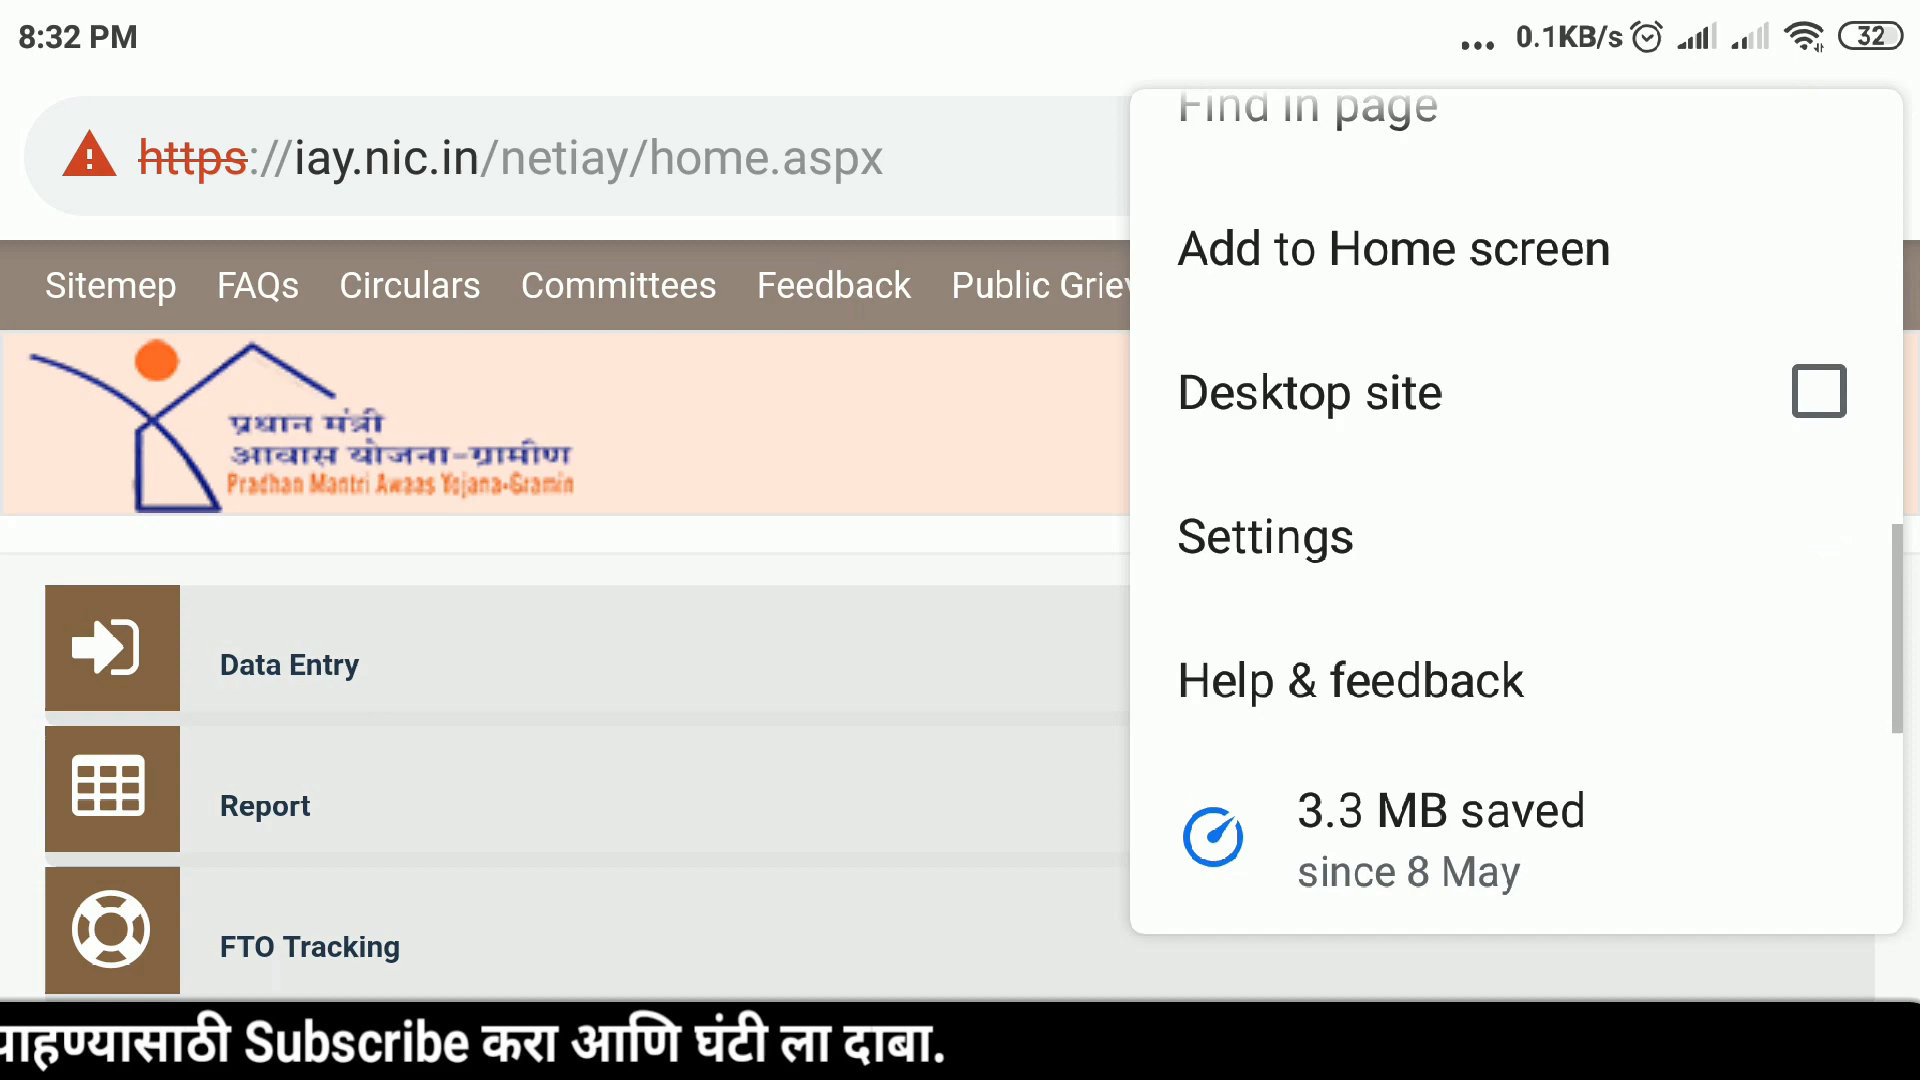 8:32 PM
... 0.1KB/s 32
https://iay.nic.in/netiay/home.aspx
Find in page
Add to Home screen
Desktop site
Settings
Help & feedback
3.3 MB saved
since 8 May
Sitemep FAQs Circulars Committees Feedback Public Griev
प्रधान मंत्री
आवास योजना-ग्रामीण
Pradhan Mantri Awaas Yojana-Gramin
Data Entry
Report
FTO Tracking
पाहण्यासाठी Subscribe करा आणि घंटी ला दाबा.